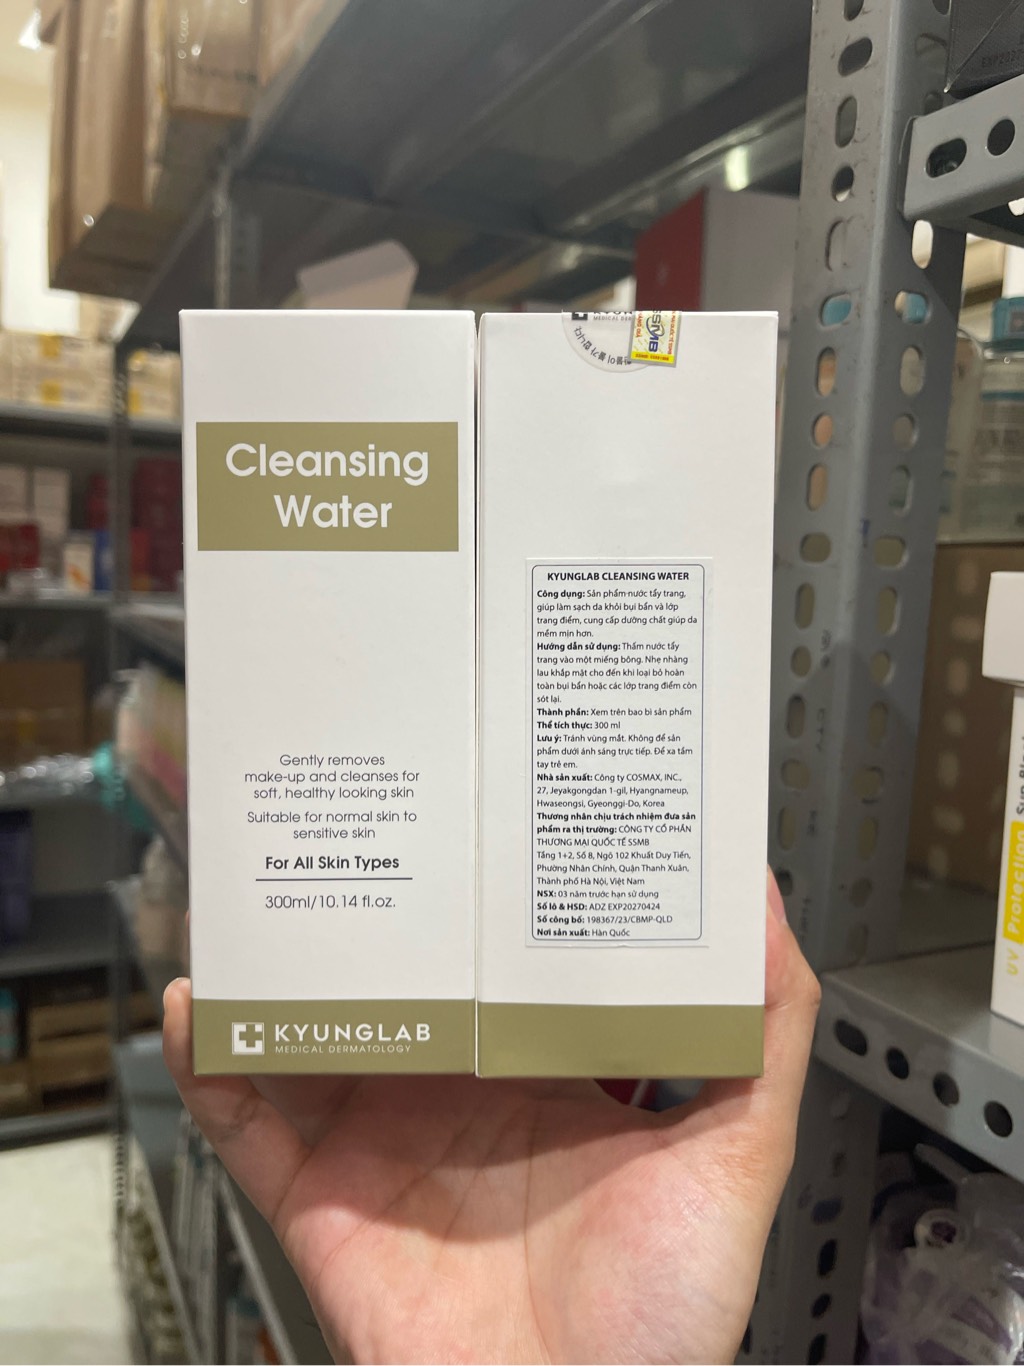 Cleansing
Water
Gently removes
make-up and cleanses for
soft, healthy looking skin
Suitable for normal skin to
sensitive skin
For All Skin Types
300ml/10.14 fl.oz.
KYUNGLAB
MEDICAL DERMATOLOGY
SSMB
KYUNGLAB CLEANSING WATER
Công dụng: Sản phẩm nước tẩy trang,
giúp làm sạch da khỏi bụi bẩn và lớp
trang điểm, cung cấp dưỡng chất giúp da
mềm mịn hơn.
Hướng dẫn sử dụng: Thấm nước tẩy
trang vào một miếng bông. Nhẹ nhàng
lau khắp mặt cho đến khi loại bỏ hoàn
toàn bụi bẩn hoặc các lớp trang điểm còn
sót lại.
Thành phần: Xem trên bao bì sản phẩm
Thể tích thực: 300 ml
Lưu ý: Tránh vùng mắt. Không để sản
phẩm dưới ánh sáng trực tiếp. Để xa tầm
tay trẻ em.
Nhà sản xuất: Công ty COSMAX, INC.,
27, Jeyakgongdan 1-gil, Hyangnameup,
Hwaseongsi, Gyeonggi-Do, Korea
Thương nhân chịu trách nhiệm đưa sản
phẩm ra thị trường: CÔNG TY CỔ PHẦN
THƯƠNG MẠI QUỐC TẾ SSMB
Tầng 1+2, Số 8, Ngõ 102 Khuất Duy Tiến,
Phường Nhân Chính, Quận Thanh Xuân,
Thành phố Hà Nội, Việt Nam
NSX: 03 năm trước hạn sử dụng
Số lô & HSD: ADZ EXP20270424
Số công bố: 198367/23/CBMP-QLD
Nơi sản xuất: Hàn Quốc
UV Protection